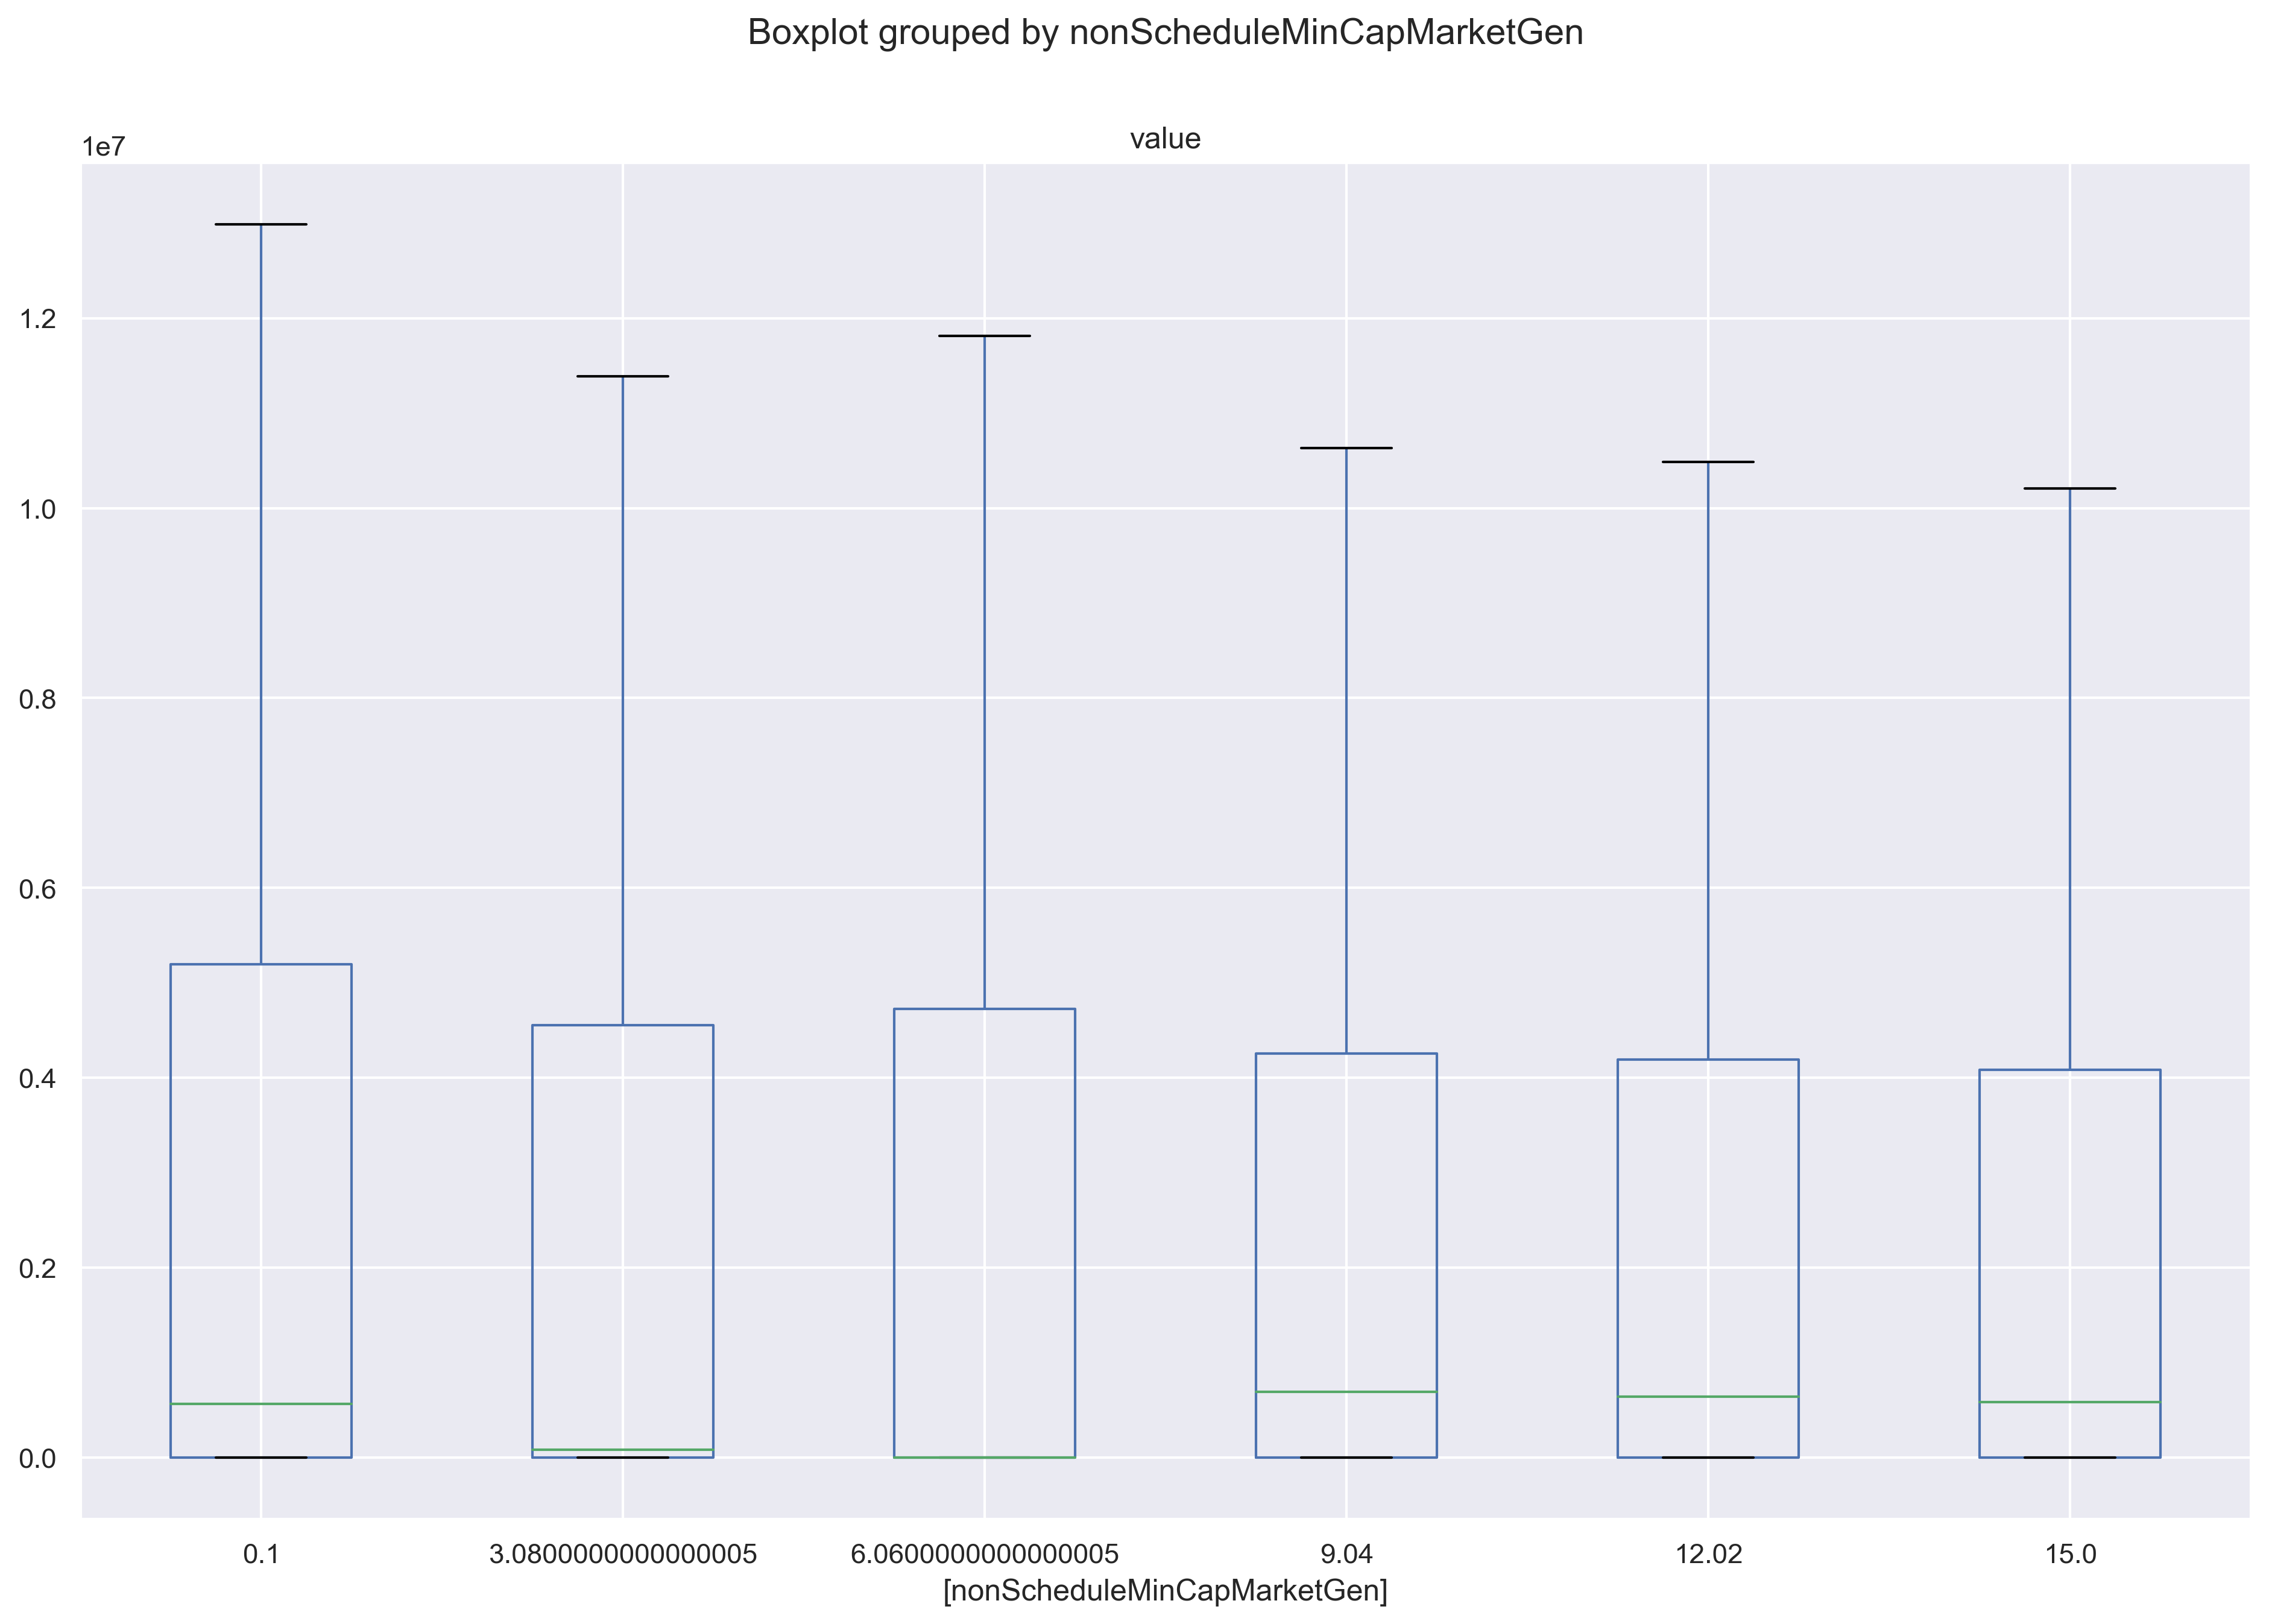 Boxplot grouped by nonScheduleMinCapMarketGen
value
1e7
1.2
1.0
0.8
0.6
0.4
0.2
0.0
0.1 3.0800000000000005 6.0600000000000005 9.04 12.02 15.0
[nonScheduleMinCapMarketGen]